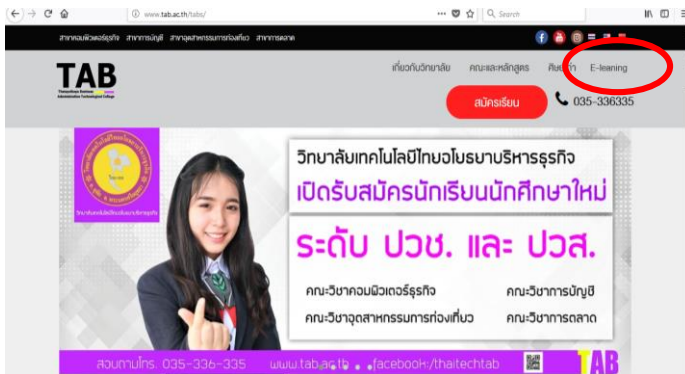 www.tab.ac.th/tabs/
Search
สาขาคอมพิวเตอร์ธุรกิจ สาขาการบัญชี สาขาอุตสาหกรรมการท่องเที่ยว สาขาการตลาด
TAB
เกี่ยวกับวิทยาลัย คณะและหลักสูตร E-leaning
สมัครเรียน 035-336335
วิทยาลัยเทคโนโลยีไทยอโยธยาบริหารธุรกิจ
เปิดรับสมัครนักเรียนนักศึกษาใหม่
ระดับ ปวช. และ ปวส.
คณะวิชาคอมพิวเตอร์ธุรกิจ คณะวิชาการบัญชี
คณะวิชาอุตสาหกรรมการท่องเที่ยว คณะวิชาการตลาด
สอบถามโทร. 035-336-335 www.tab.ac.th facebook:/thaitechtab TAB